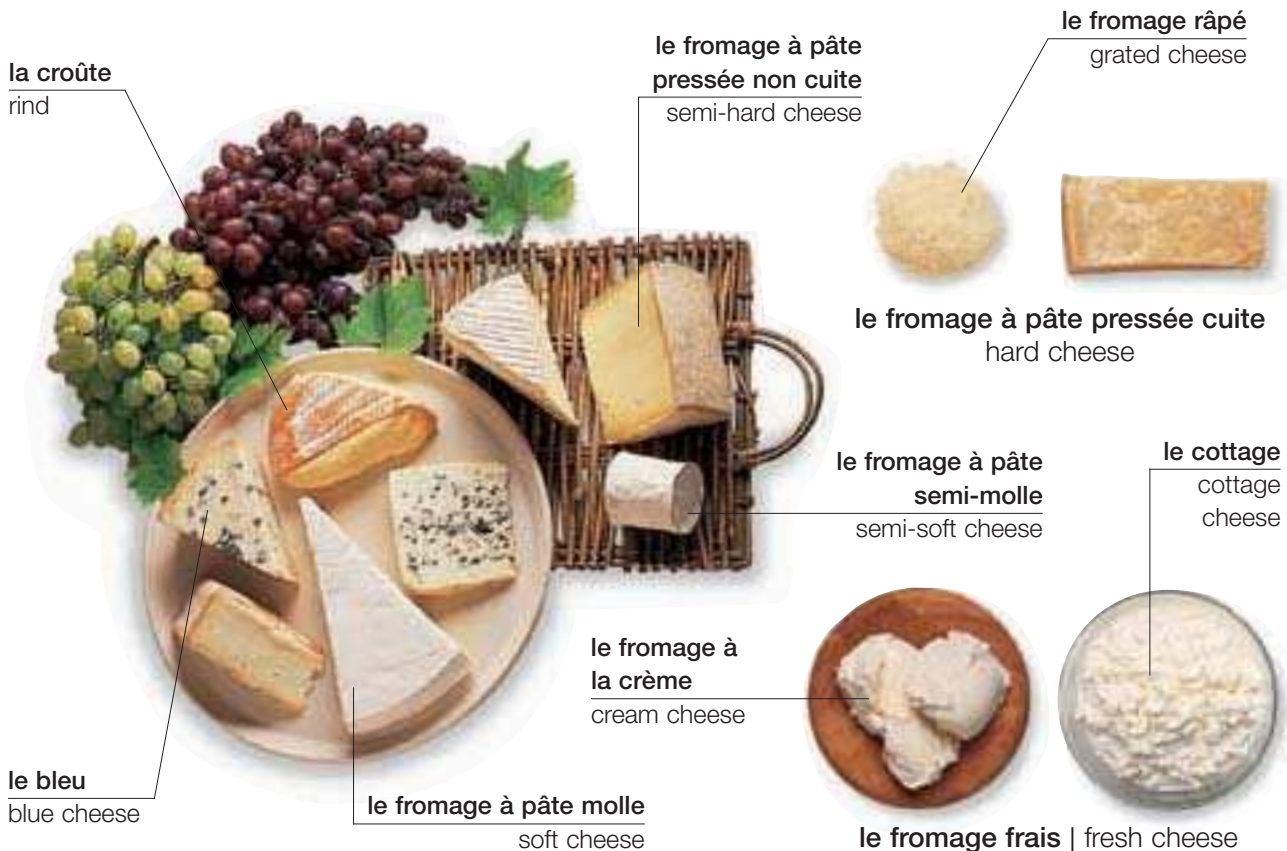 la croûte
rind
le fromage à pâte
pressée non cuite
semi-hard cheese
le fromage râpé
grated cheese
le fromage à pâte pressée cuite
hard cheese
le fromage à pâte
semi-molle
semi-soft cheese
le cottage
cottage
cheese
le fromage à
la crème
cream cheese
le bleu
blue cheese
le fromage à pâte molle
soft cheese
le fromage frais | fresh cheese